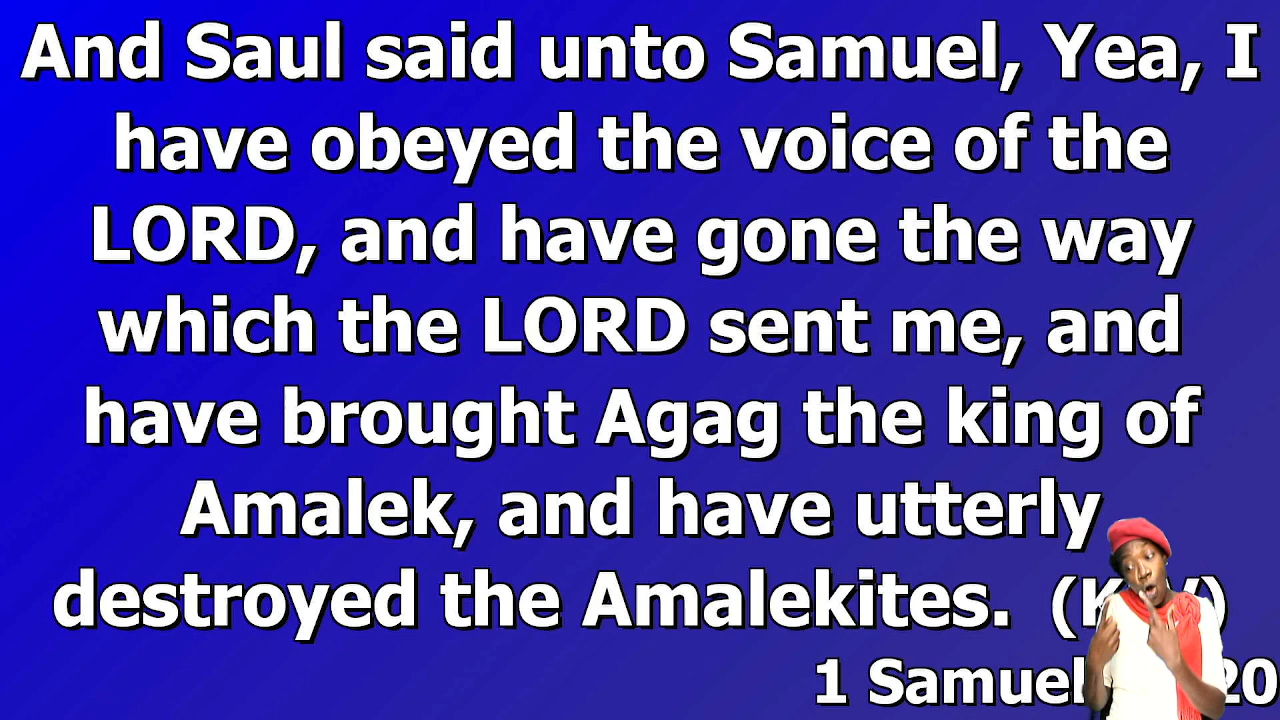 And Saul said unto Samuel, Yea, I
have obeyed the voice of the
LORD, and have gone the way
which the LORD sent me, and
have brought Agag the king of
Amalek, and have utterly
destroyed the Amalekites.
1 Samuel